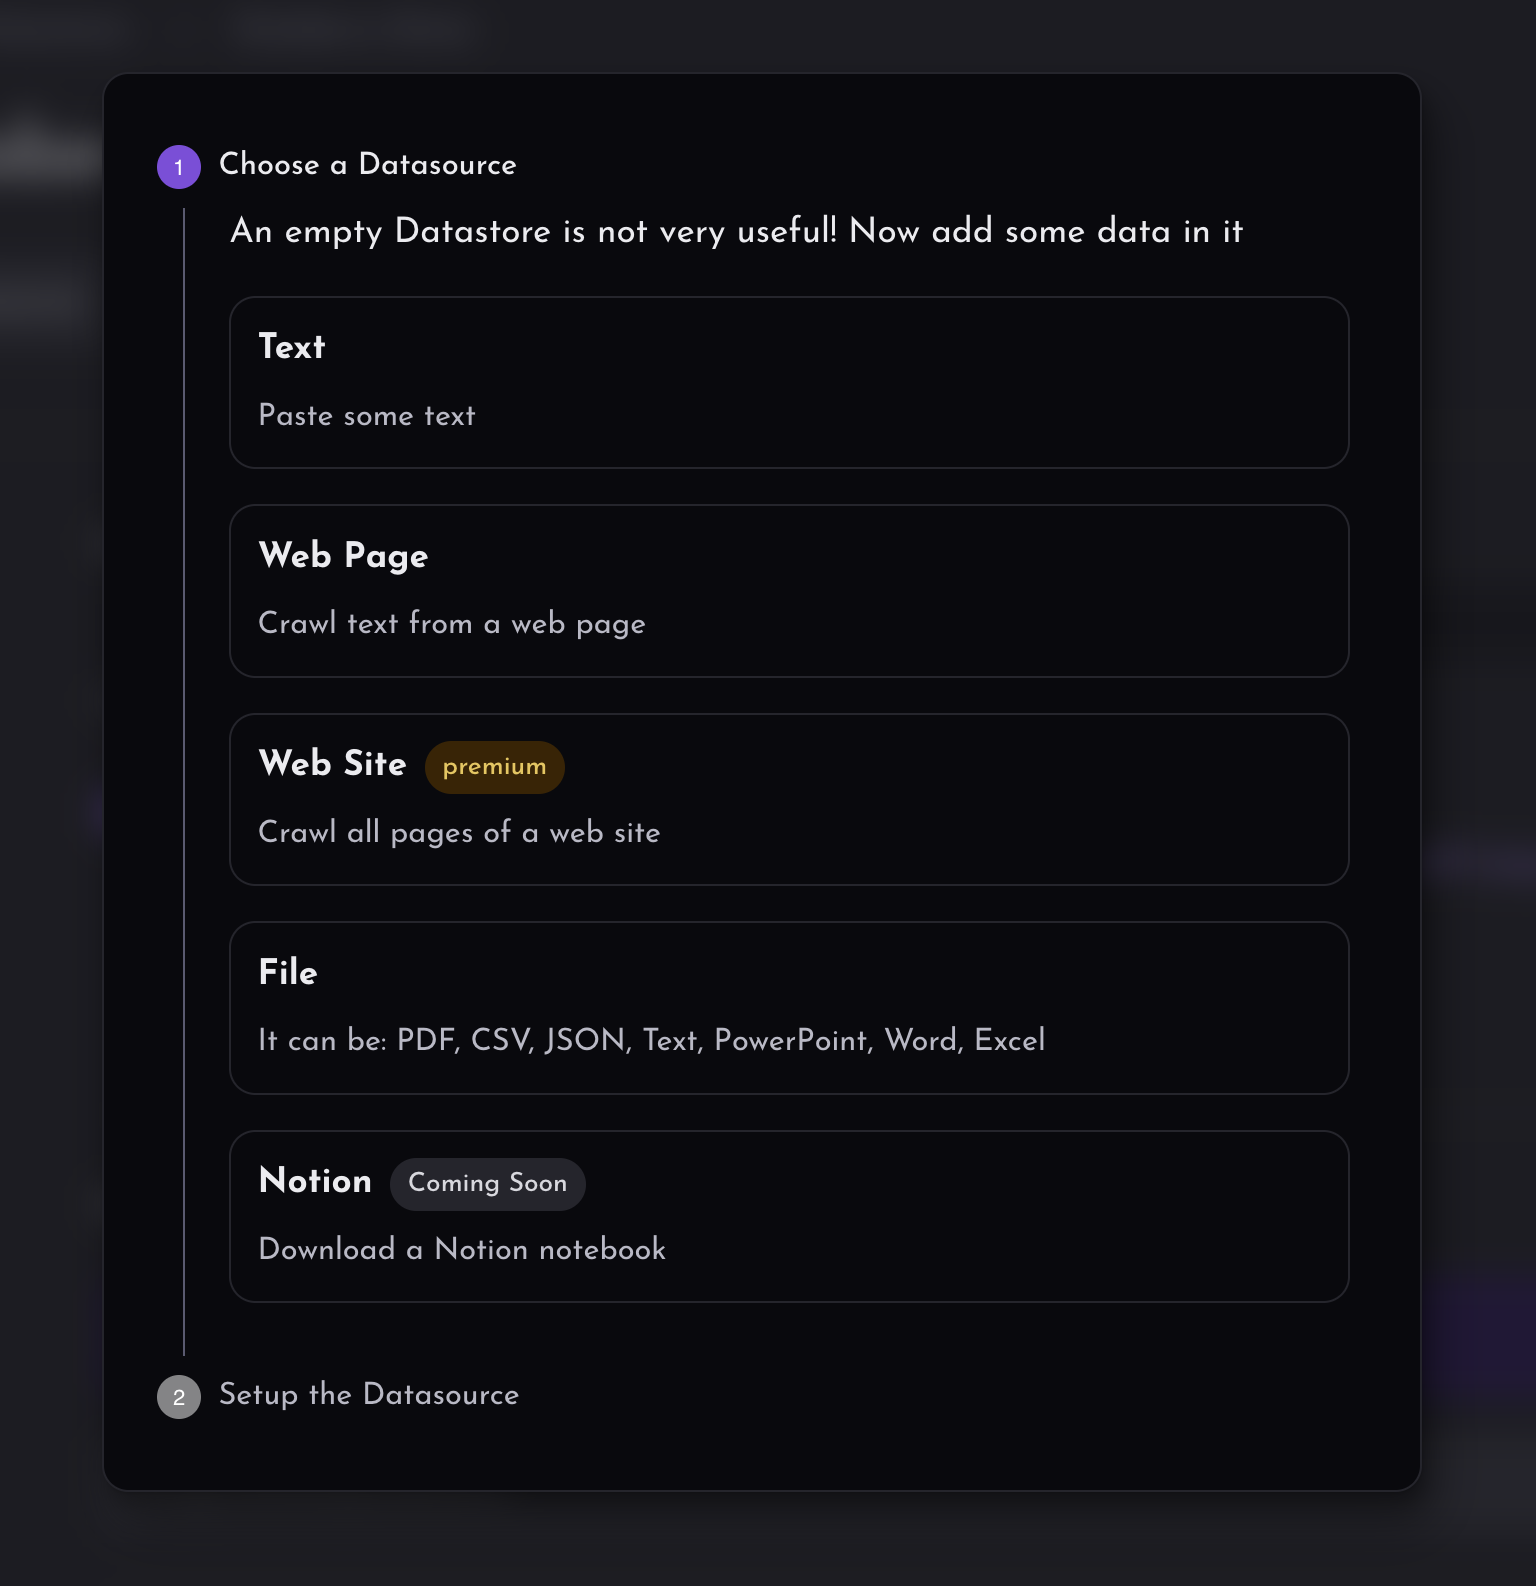 1 Choose a Datasource
An empty Datastore is not very useful! Now add some data in it
Text
Paste some text
Web Page
Crawl text from a web page
Web Site premium
Crawl all pages of a web site
File
It can be: PDF, CSV, JSON, Text, PowerPoint, Word, Excel
Notion Coming Soon
Download a Notion notebook
2 Setup the Datasource